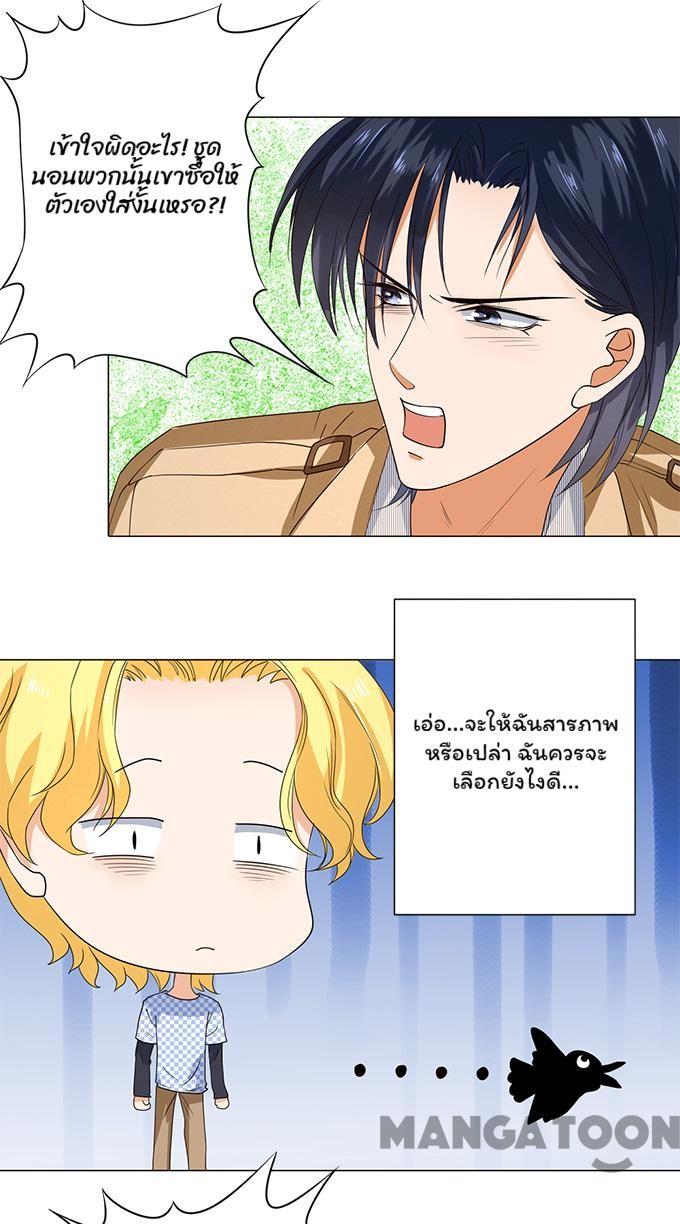 เข้าใจผิดอะไร! ชุด
นอนพวกนั้นเขาซื้อให้
ตัวเองใส่งั้นเหรอ?!
เอ่อ...จะให้ฉันสารภาพ
หรือเปล่า ฉันควรจะ
เลือกยังไงดี...
MANGATOON